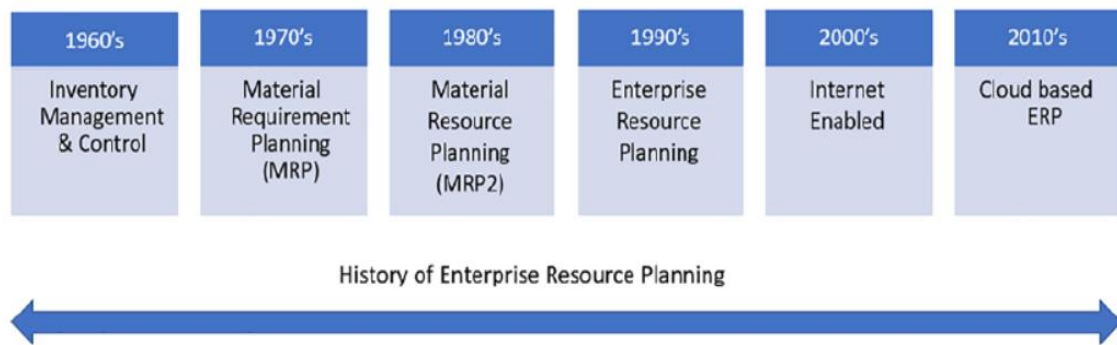 1960's
Inventory
Management
& Control
1970's
Material
Requirement
Planning
(MRP)
1980's
Material
Resource
Planning
(MRP2)
1990's
Enterprise
Resource
Planning
2000's
Internet
Enabled
2010's
Cloud based
ERP
History of Enterprise Resource Planning